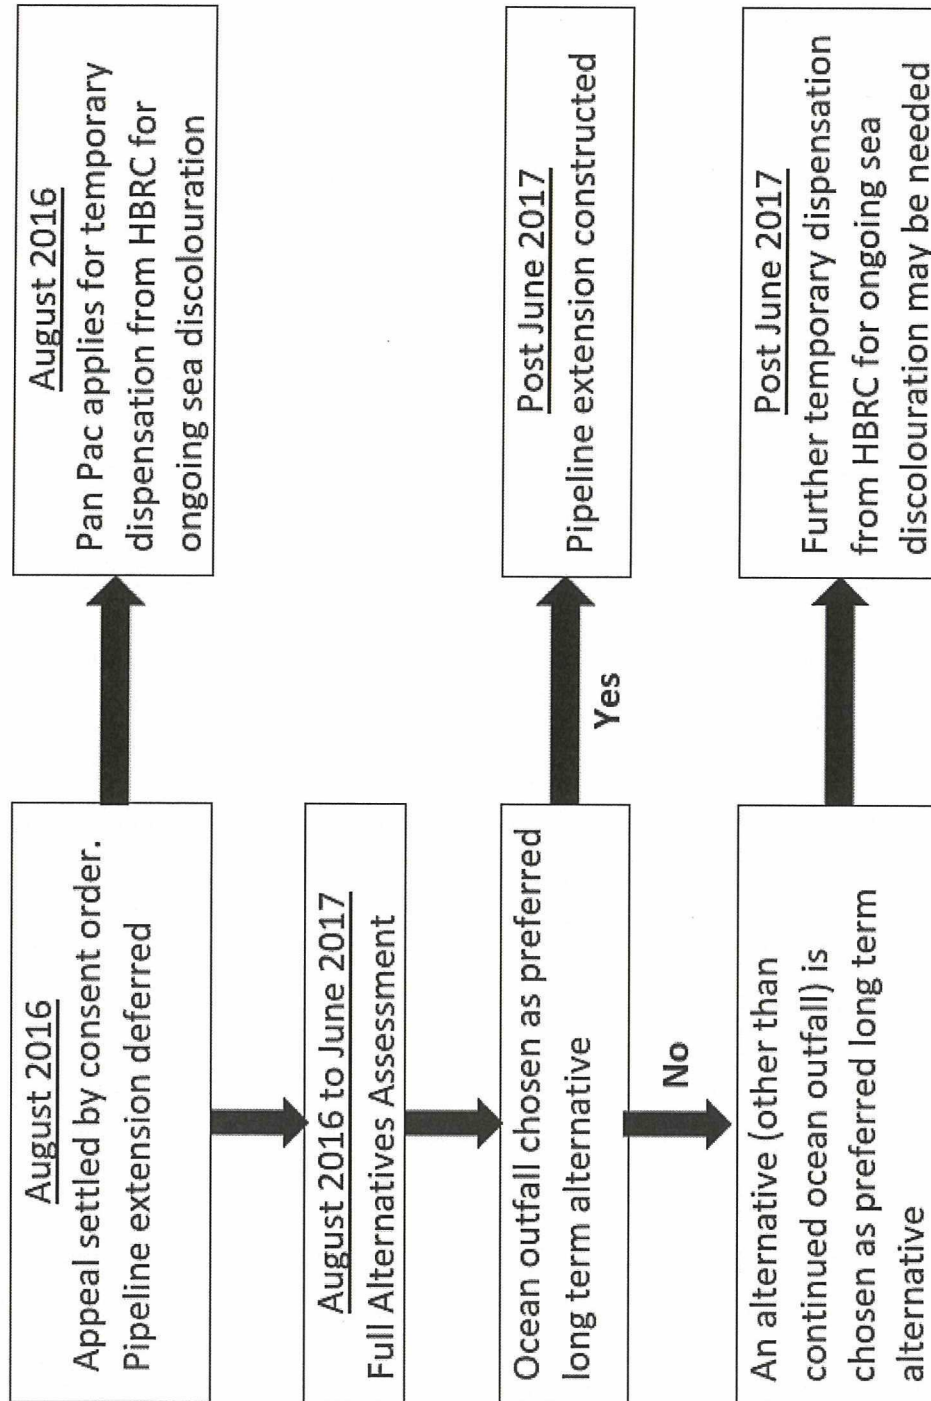 August 2016
Appeal settled by consent order.
Pipeline extension deferred
August 2016
Pan Pac applies for temporary
dispensation from HBRC for
ongoing sea discolouration
August 2016 to June 2017
Full Alternatives Assessment
Ocean outfall chosen as preferred
long term alternative
Yes
Post June 2017
Pipeline extension constructed
No
An alternative (other than
continued ocean outfall) is
chosen as preferred long term
alternative
Post June 2017
Further temporary dispensation
from HBRC for ongoing sea
discolouration may be needed